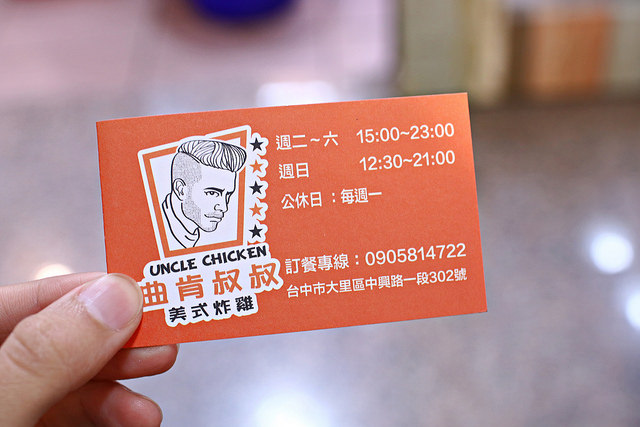 UNCLE CHICKEN
曲肯叔叔
美式炸雞
週二~六 15:00~23:00
週日 12:30~21:00
公休日：每週一
訂餐專線：0905814722
台中市大里區中興路一段302號